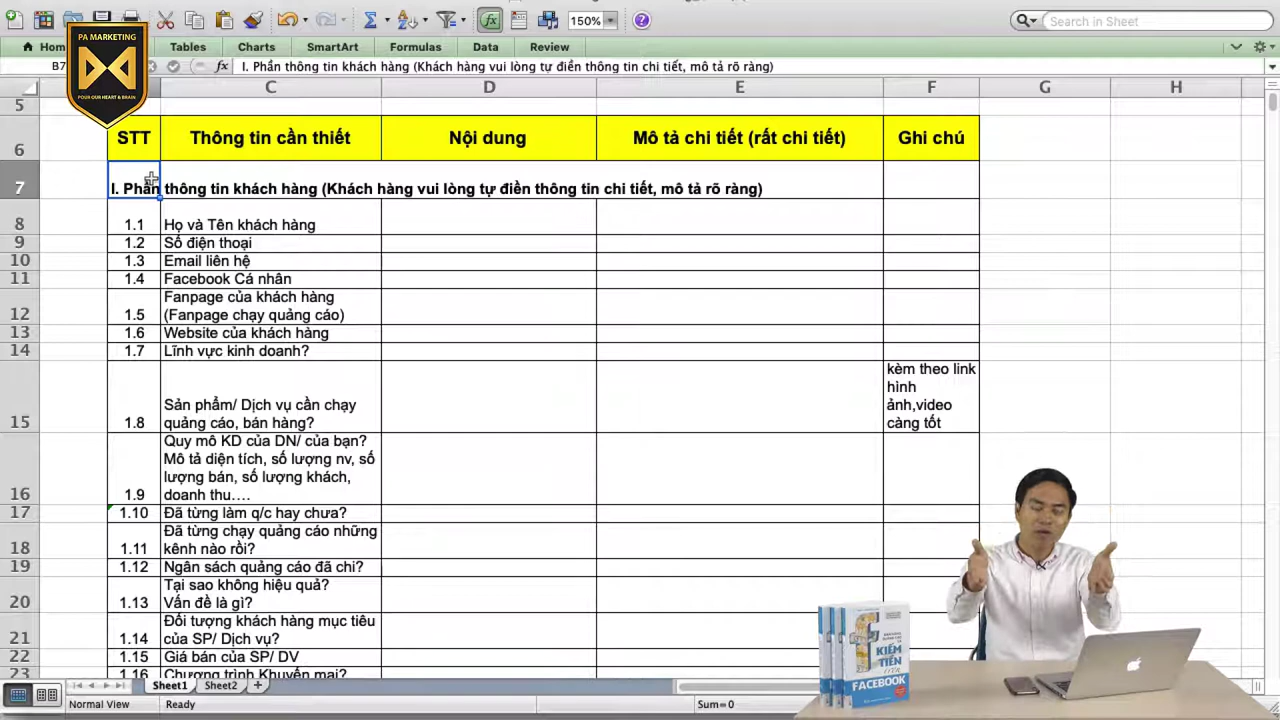 150%
Search in Sheet
PA MARKETING
POUR OUR HEART & BRAIN
Hom
Tables
Charts
SmartArt
Formulas
Data
Review
B7
fx
I. Phần thông tin khách hàng (Khách hàng vui lòng tự điền thông tin chi tiết, mô tả rõ ràng)
C D E F G H
5
6 STT Thông tin cần thiết Nội dung Mô tả chi tiết (rất chi tiết) Ghi chú
7 I. Phần thông tin khách hàng (Khách hàng vui lòng tự điền thông tin chi tiết, mô tả rõ ràng)
8 1.1 Họ và Tên khách hàng
9 1.2 Số điện thoại
10 1.3 Email liên hệ
11 1.4 Facebook Cá nhân
Fanpage của khách hàng
12 1.5 (Fanpage chạy quảng cáo)
13 1.6 Website của khách hàng
14 1.7 Lĩnh vực kinh doanh?
kèm theo link
hình
Sản phẩm/ Dịch vụ cần chạy ảnh,video
15 1.8 quảng cáo, bán hàng? càng tốt
Quy mô KD của DN/ của bạn?
Mô tả diện tích, số lượng nv, số
lượng bán, số lượng khách,
16 1.9 doanh thu….
17 1.10 Đã từng làm q/c hay chưa?
Đã từng chạy quảng cáo những
18 1.11 kênh nào rồi?
19 1.12 Ngân sách quảng cáo đã chi?
Tại sao không hiệu quả?
20 1.13 Vấn đề là gì?
Đối tượng khách hàng mục tiêu
21 1.14 của SP/ Dịch vụ?
22 1.15 Giá bán của SP/ DV
23 1.16 Chương trình Khuyến mại?
KIẾM
TIỀN
FACEBOOK
Sheet1
Sheet2
Normal View
Ready
Sum=0